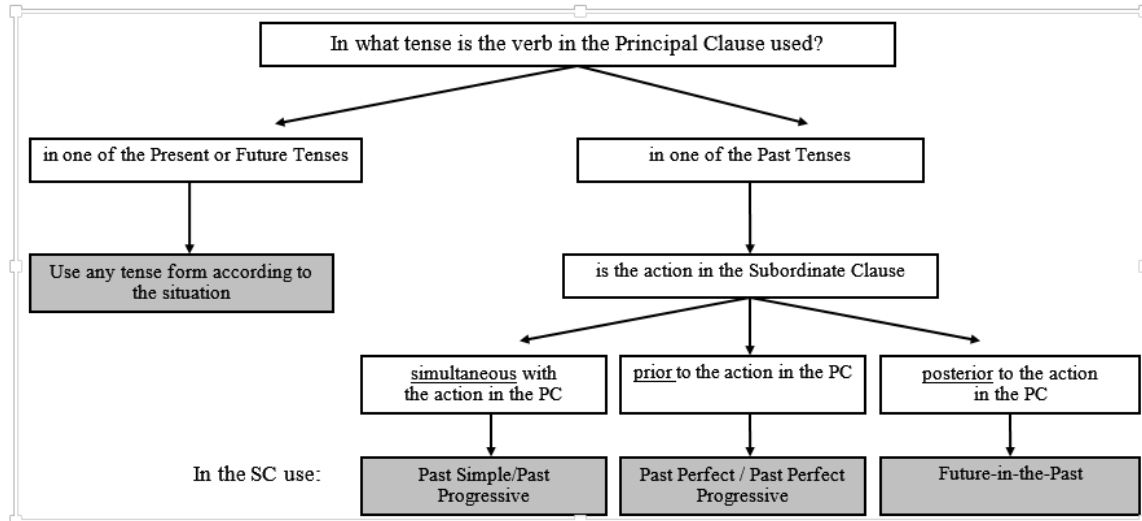 In what tense is the verb in the Principal Clause used?
in one of the Present or Future Tenses
in one of the Past Tenses
Use any tense form according to
the situation
is the action in the Subordinate Clause
simultaneous with
the action in the PC
prior to the action in the PC
posterior to the action
in the PC
In the SC use:
Past Simple/Past
Progressive
Past Perfect / Past Perfect
Progressive
Future-in-the-Past